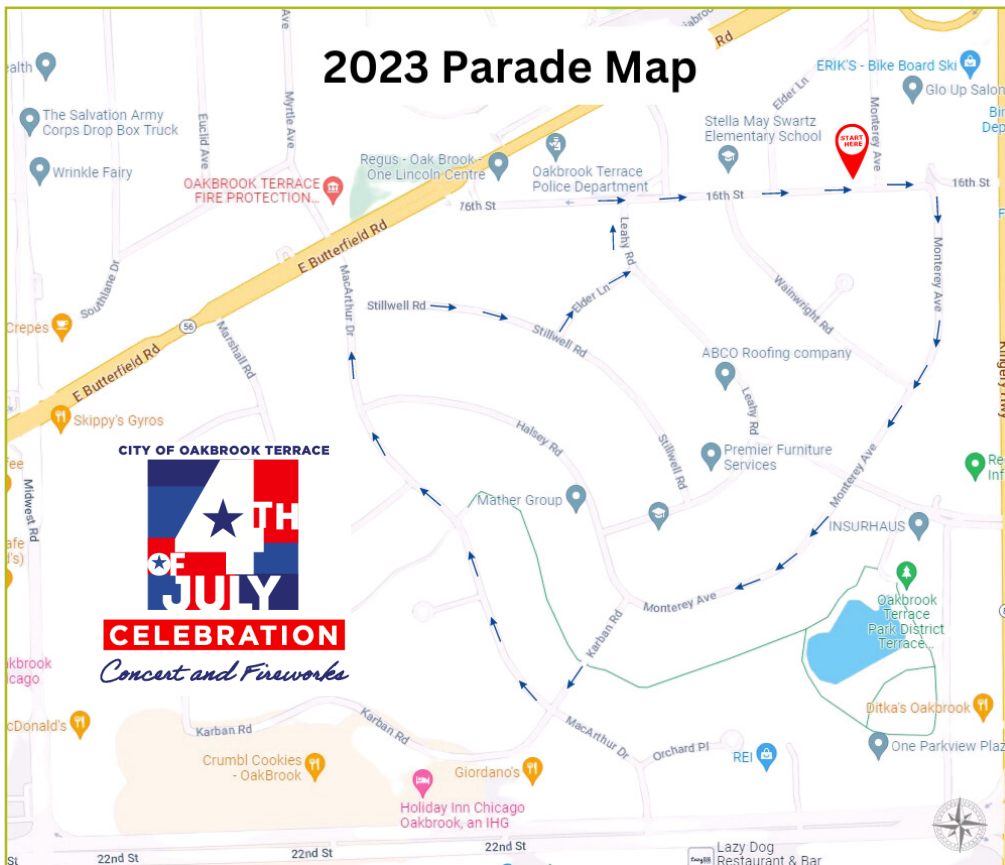 2023 Parade Map
Ave
Rd
ealth
ERIK'S - Bike Board Ski
Glo Up Salon
The Salvation Army
Corps Drop Box Truck
Euclid Ave
Myrtle Ave
Elder Ln
Monterey Ave
Stella May Swartz
Elementary School
START
HERE
Wrinkle Fairy
Regus - Oak Brook -
One Lincoln Centre
Oakbrook Terrace
Police Department
OAKBROOK TERRACE
FIRE PROTECTION...
16th St
16th St
16th St
E Butterfield Rd
Leahy Rd
Monterey Ave
Southlane Dr
MacArthur Dr
Stillwell Rd
Elder Ln
Wainwright Rd
Crepes
56
Marshall Rd
Stillwell Rd
E Butterfield Rd
ABCO Roofing company
Kingery Hwy
Skippy's Gyros
Leahy Rd
Halsey Rd
Stillwell Rd
Premier Furniture
Services
Monterey Ave
Re
Inf
CITY OF OAKBROOK TERRACE
4TH
OF
JULY
CELEBRATION
Concert and Fireworks
Midwest Rd
Mather Group
INSURHAUS
Oakbrook
Terrace
Park District
Terrace...
Monterey Ave
Karban Rd
McDonald's
Karban Rd
Karban Rd
MacArthur Dr
Orchard Pl
Ditka's Oakbrook
One Parkview Plaz
REI
Crumbl Cookies
- OakBrook
Giordano's
Holiday Inn Chicago
Oakbrook, an IHG
St
22nd St
22nd St
22nd St
Lazy Dog
Restaurant & Bar